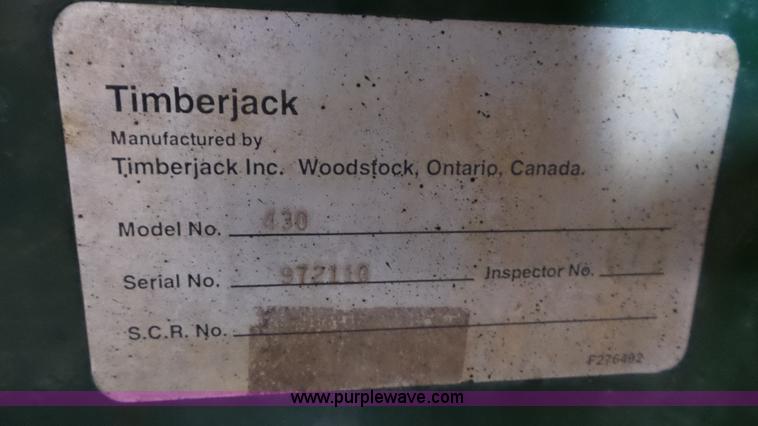 Timberjack
Manufactured by
Timberjack Inc. Woodstock, Ontario, Canada.
Model No. 430
Serial No. 972110 Inspector No.
S.C.R. No.
F276492
www.purplewave.com